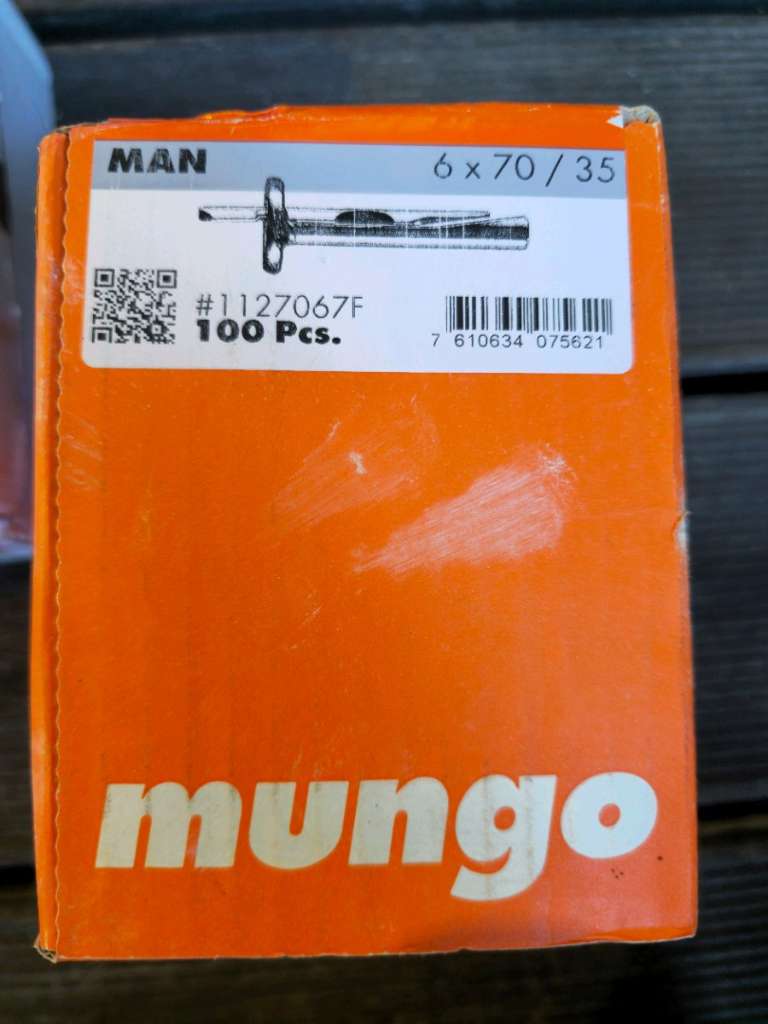 MAN 6 x 70 / 35
#1127067F
100 Pcs.
7 610634 075621
mungo